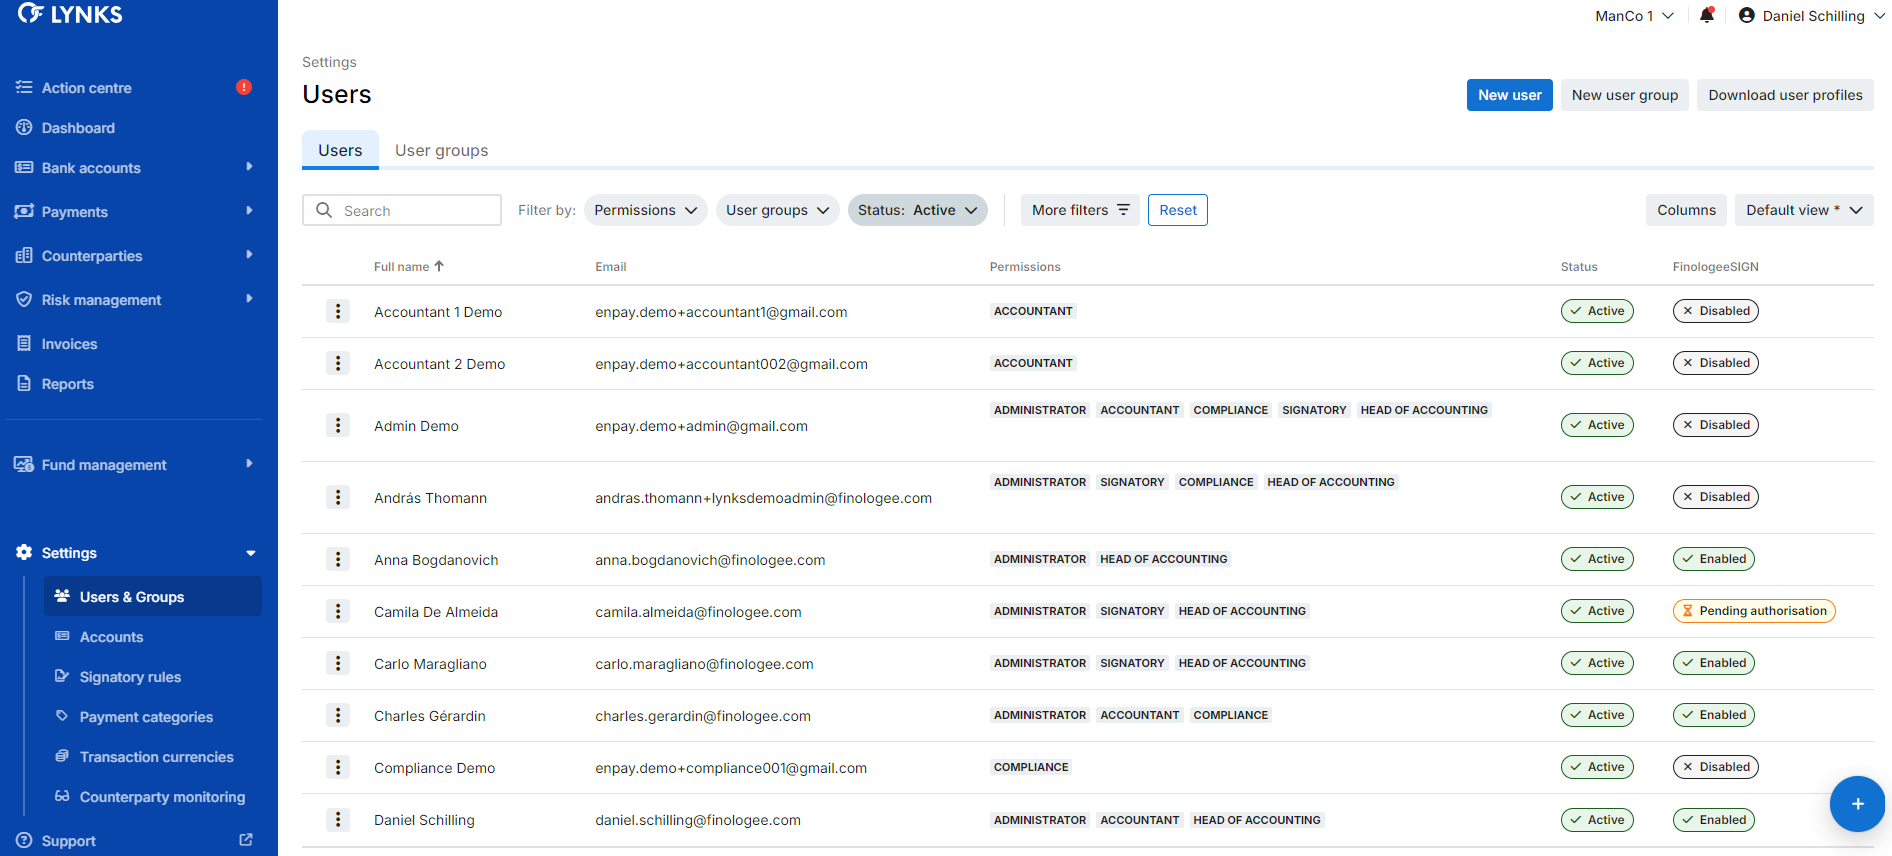 LYNKS
ManCo 1
Daniel Schilling
Action centre
Dashboard
Bank accounts
Payments
Counterparties
Risk management
Invoices
Reports
Fund management
Settings
Users & Groups
Accounts
Signatory rules
Payment categories
Transaction currencies
Counterparty monitoring
Support
Settings
Users
New user New user group Download user profiles
Users User groups
Search Filter by: Permissions User groups Status: Active More filters Reset Columns Default view *
Full name Email Permissions Status FinologeeSIGN
Accountant 1 Demo enpay.demo+accountant1@gmail.com ACCOUNTANT Active Disabled
Accountant 2 Demo enpay.demo+accountant002@gmail.com ACCOUNTANT Active Disabled
Admin Demo enpay.demo+admin@gmail.com ADMINISTRATOR ACCOUNTANT COMPLIANCE SIGNATORY HEAD OF ACCOUNTING Active Disabled
András Thomann andras.thomann+lynksdemoadmin@finologee.com ADMINISTRATOR SIGNATORY COMPLIANCE HEAD OF ACCOUNTING Active Disabled
Anna Bogdanovich anna.bogdanovich@finologee.com ADMINISTRATOR HEAD OF ACCOUNTING Active Enabled
Camila De Almeida camila.almeida@finologee.com ADMINISTRATOR SIGNATORY HEAD OF ACCOUNTING Active Pending authorisation
Carlo Maragliano carlo.maragliano@finologee.com ADMINISTRATOR SIGNATORY HEAD OF ACCOUNTING Active Enabled
Charles Gérardin charles.gerardin@finologee.com ADMINISTRATOR ACCOUNTANT COMPLIANCE Active Enabled
Compliance Demo enpay.demo+compliance001@gmail.com COMPLIANCE Active Disabled
Daniel Schilling daniel.schilling@finologee.com ADMINISTRATOR ACCOUNTANT HEAD OF ACCOUNTING Active Enabled